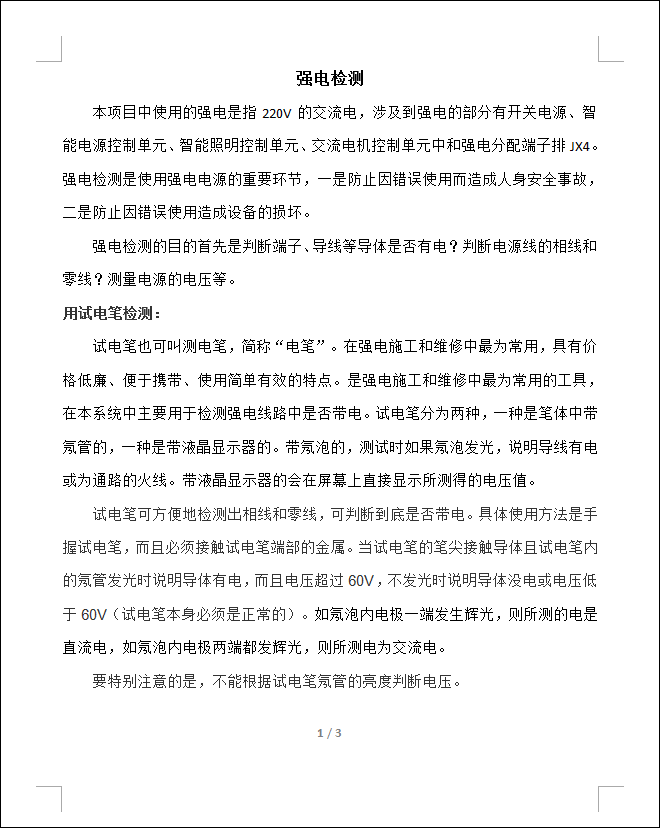 强电检测
本项目中使用的强电是指 220V 的交流电，涉及到强电的部分有开关电源、智
能电源控制单元、智能照明控制单元、交流电机控制单元中和强电分配端子排 JX4。
强电检测是使用强电电源的重要环节，一是防止因错误使用而造成人身安全事故，
二是防止因错误使用造成设备的损坏。
强电检测的目的首先是判断端子、导线等导体是否有电？判断电源线的相线和
零线？测量电源的电压等。
用试电笔检测：
试电笔也可叫测电笔，简称“电笔”。在强电施工和维修中最为常用，具有价
格低廉、便于携带、使用简单有效的特点。是强电施工和维修中最为常用的工具，
在本系统中主要用于检测强电线路中是否带电。试电笔分为两种，一种是笔体中带
氖管的，一种是带液晶显示器的。带氖泡的，测试时如果氖泡发光，说明导线有电
或为通路的火线。带液晶显示器的会在屏幕上直接显示所测得的电压值。
试电笔可方便地检测出相线和零线，可判断到底是否带电。具体使用方法是手
握试电笔，而且必须接触试电笔端部的金属。当试电笔的笔尖接触导体且试电笔内
的氖管发光时说明导体有电，而且电压超过 60V，不发光时说明导体没电或电压低
于 60V（试电笔本身必须是正常的）。如氖泡内电极一端发生辉光，则所测的电是
直流电，如氖泡内电极两端都发辉光，则所测电为交流电。
要特别注意的是，不能根据试电笔氖管的亮度判断电压。
1 / 3